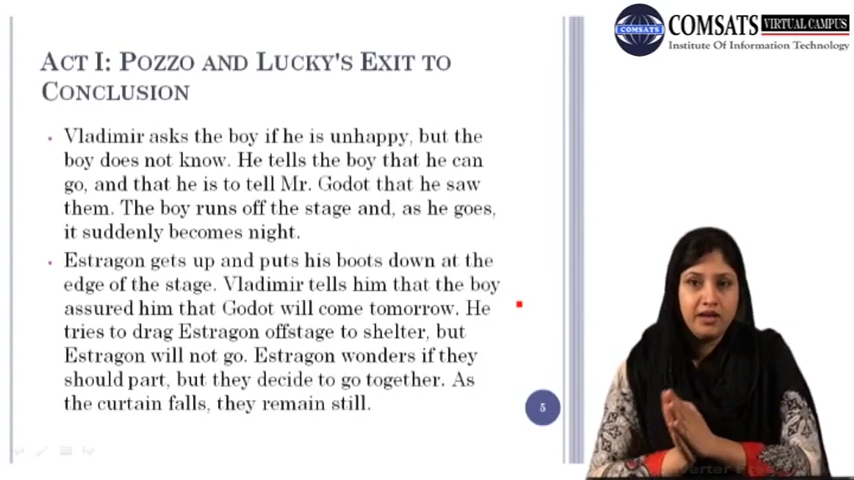 COMSATS VIRTUAL CAMPUS
Institute Of Information Technology
COMSATS
ACT I: POZZO AND LUCKY'S EXIT TO
CONCLUSION
• Vladimir asks the boy if he is unhappy, but the
boy does not know. He tells the boy that he can
go, and that he is to tell Mr. Godot that he saw
them. The boy runs off the stage and, as he goes,
it suddenly becomes night.
• Estragon gets up and puts his boots down at the
edge of the stage. Vladimir tells him that the boy
assured him that Godot will come tomorrow. He
tries to drag Estragon offstage to shelter, but
Estragon will not go. Estragon wonders if they
should part, but they decide to go together. As
the curtain falls, they remain still.
5